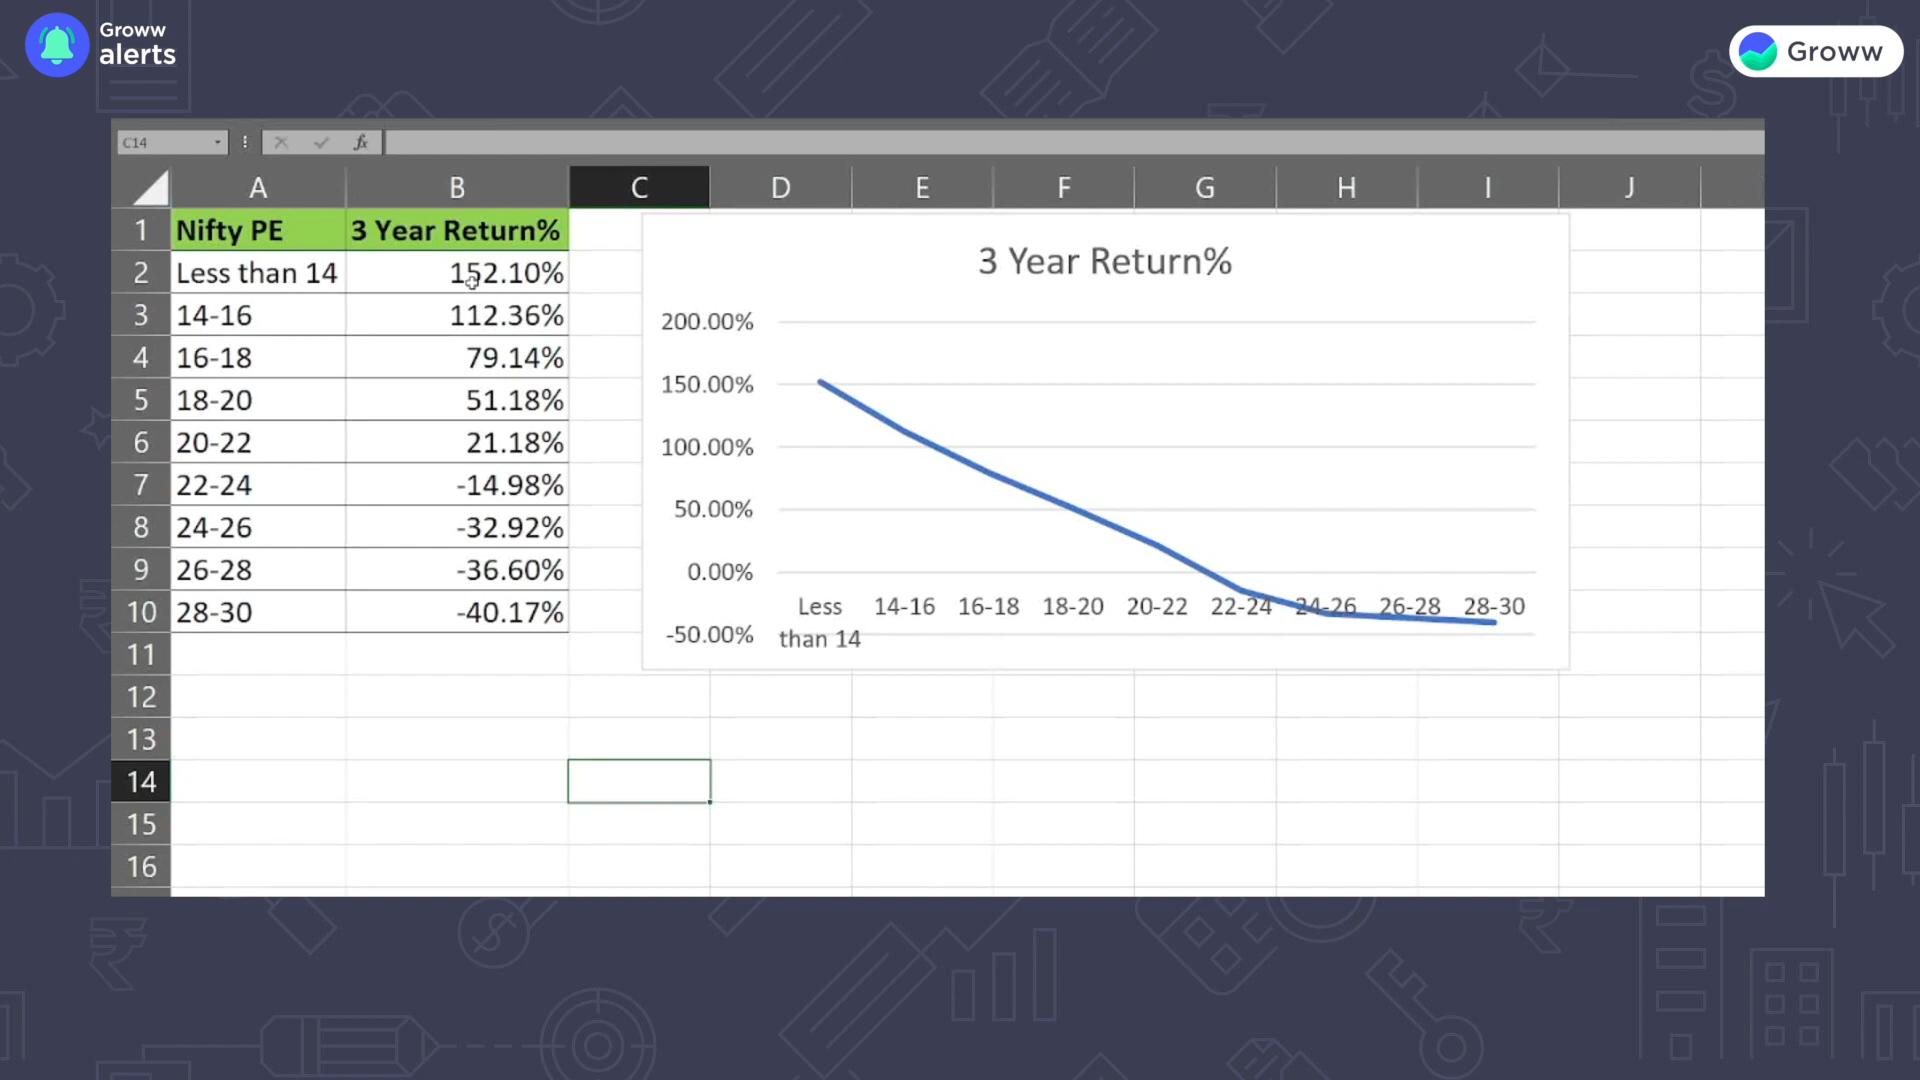 Groww
alerts
Groww
C14
fx
A B C D E F G H I J
1 Nifty PE 3 Year Return%
2 Less than 14 152.10%
3 14-16 112.36%
4 16-18 79.14%
5 18-20 51.18%
6 20-22 21.18%
7 22-24 -14.98%
8 24-26 -32.92%
9 26-28 -36.60%
10 28-30 -40.17%
11
12
13
14
15
16
3 Year Return%
200.00%
150.00%
100.00%
50.00%
0.00%
-50.00%
Less than 14 14-16 16-18 18-20 20-22 22-24 24-26 26-28 28-30